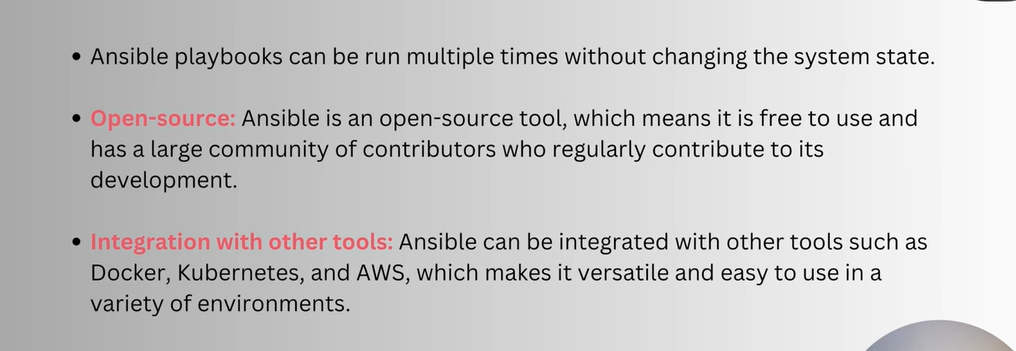 • Ansible playbooks can be run multiple times without changing the system state.
• Open-source: Ansible is an open-source tool, which means it is free to use and
has a large community of contributors who regularly contribute to its
development.
• Integration with other tools: Ansible can be integrated with other tools such as
Docker, Kubernetes, and AWS, which makes it versatile and easy to use in a
variety of environments.